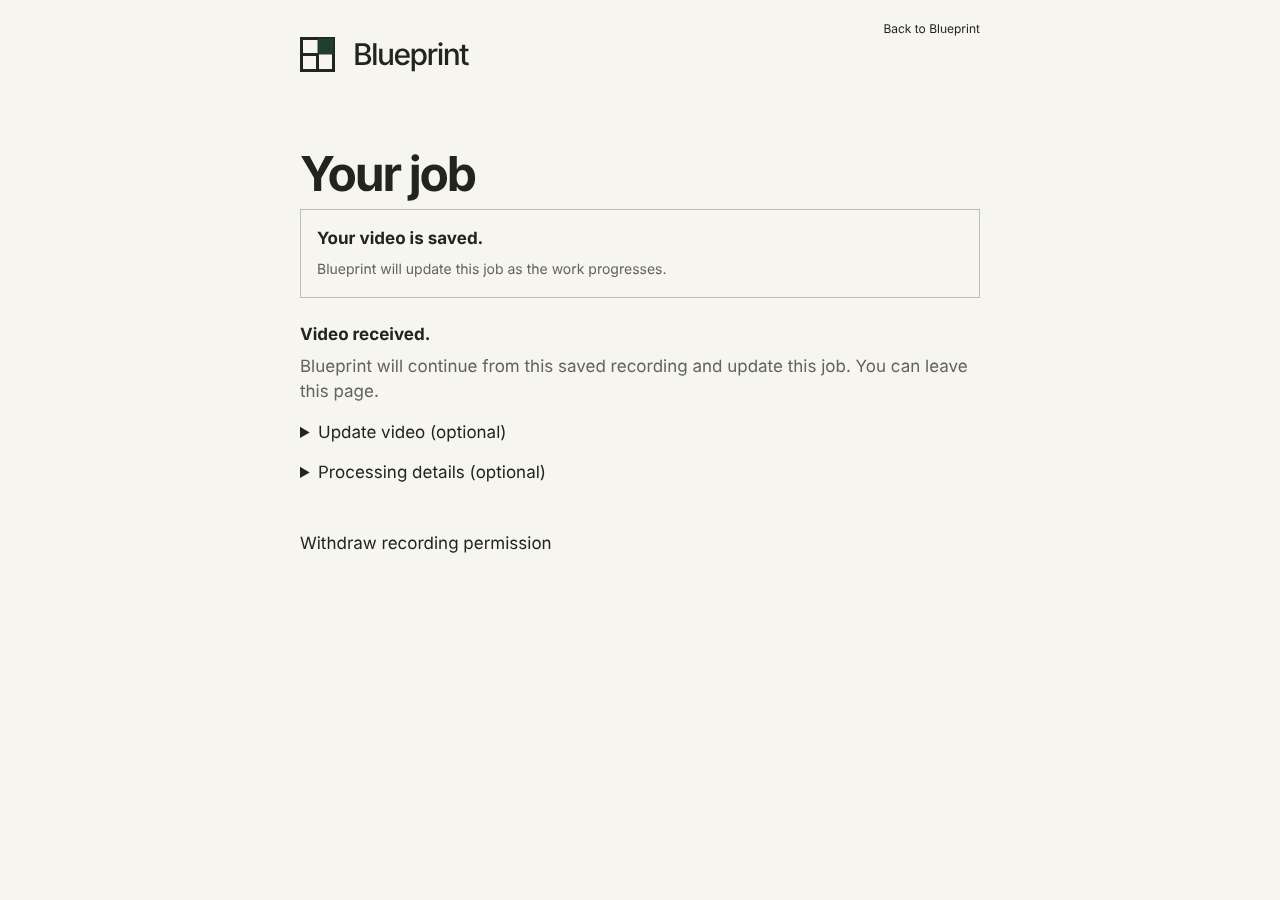 Back to Blueprint
Blueprint
Your job
Your video is saved.
Blueprint will update this job as the work progresses.
Video received.
Blueprint will continue from this saved recording and update this job. You can leave
this page.
Update video (optional)
Processing details (optional)
Withdraw recording permission